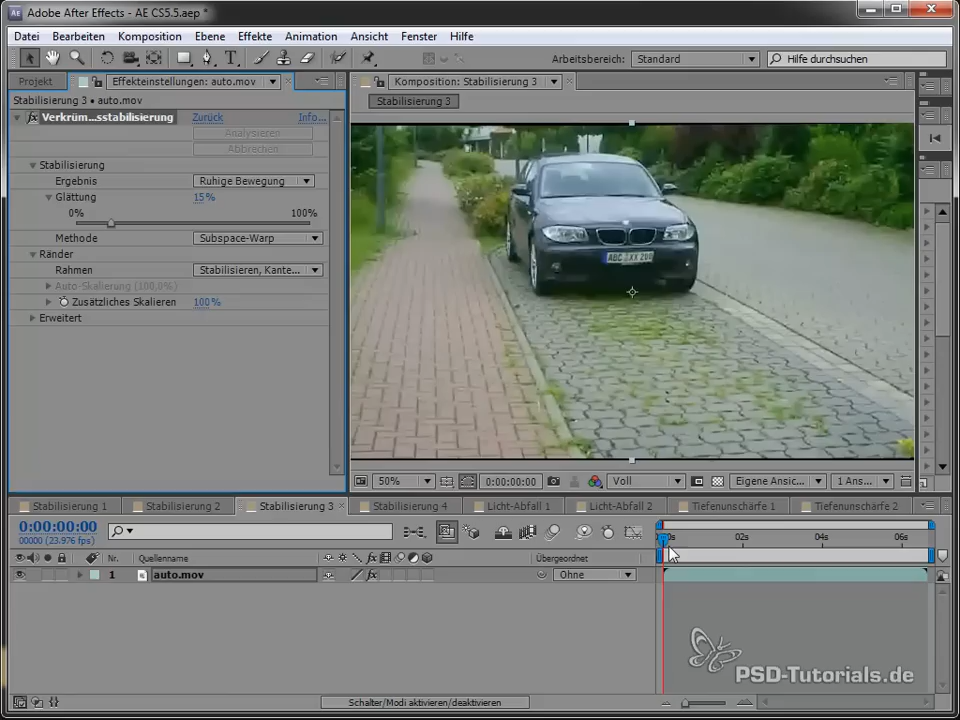 Adobe After Effects - AE CS5.5.aep *
Datei Bearbeiten Komposition Ebene Effekte Animation Ansicht Fenster Hilfe
Arbeitsbereich: Standard Hilfe durchsuchen
Projekt Effekteinstellungen: auto.mov Komposition: Stabilisierung 3
Stabilisierung 3 • auto.mov Stabilisierung 3
fx Verkrüm...sstabilisierung Zurück Info...
Analysieren
Abbrechen
Stabilisierung
Ergebnis Ruhige Bewegung
Glättung 15%
0% 100%
Methode Subspace-Warp
Ränder
Rahmen Stabilisieren, Kante...
Auto-Skalierung (100,0%)
Zusätzliches Skalieren 100%
Erweitert
50% 0:00:00:00 Voll Eigene Ansic... 1 Ans...
Stabilisierung 1 Stabilisierung 2 Stabilisierung 3 Stabilisierung 4 Licht-Abfall 1 Licht-Abfall 2 Tiefenunschärfe 1 Tiefenunschärfe 2
0:00:00:00
00000 (23.976 fps)
02s 04s 06s
Nr. Quellenname fx Übergeordnet
1 auto.mov fx Ohne
PSD-Tutorials.de
Schalter/Modi aktivieren/deaktivieren